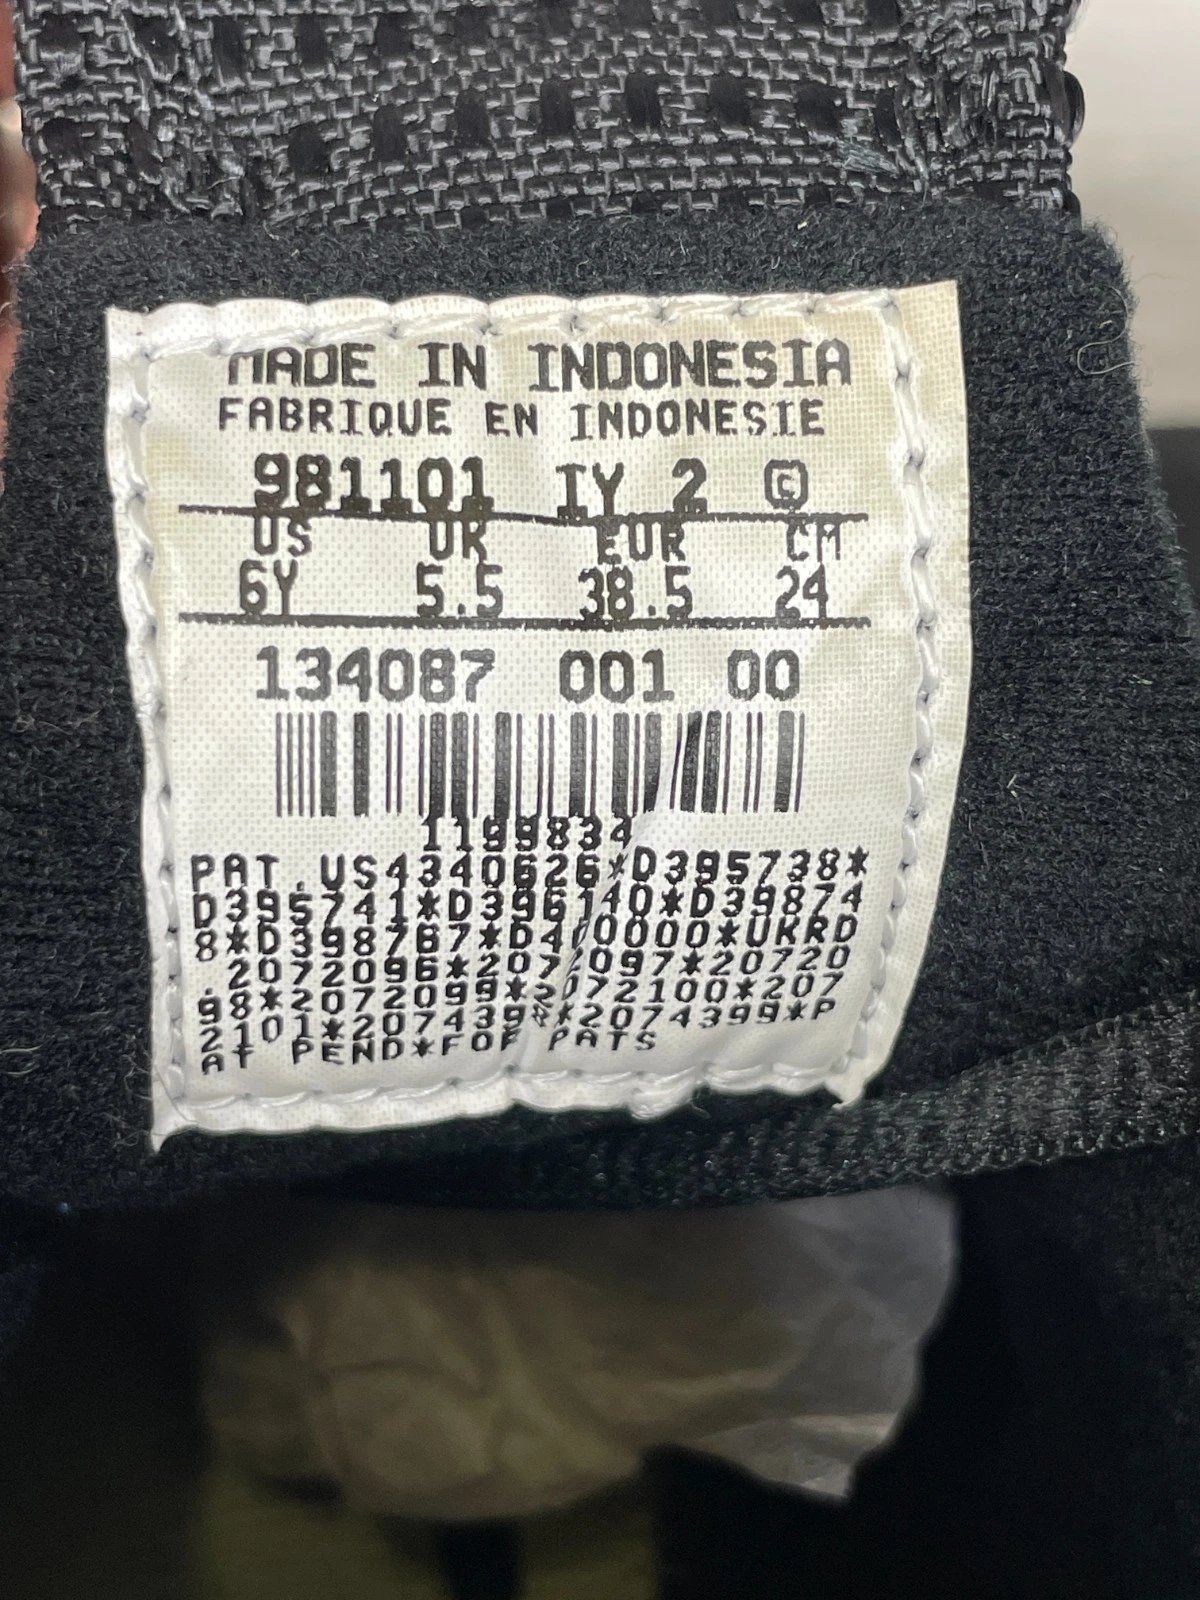 MADE IN INDONESIA
FABRIQUE EN INDONESIE
981101 IY 2 ©
US UK EUR CM
6Y 5.5 38.5 24
134087 001 00
1199834
PAT.US4340626*D395738*
D395741*D396140*D39874
8*D398767*D400000*UKRD
.2072096*2072097*20720
98*2072099*2072100*207
2101* *2074399*P
AT PEND*FOF PATS